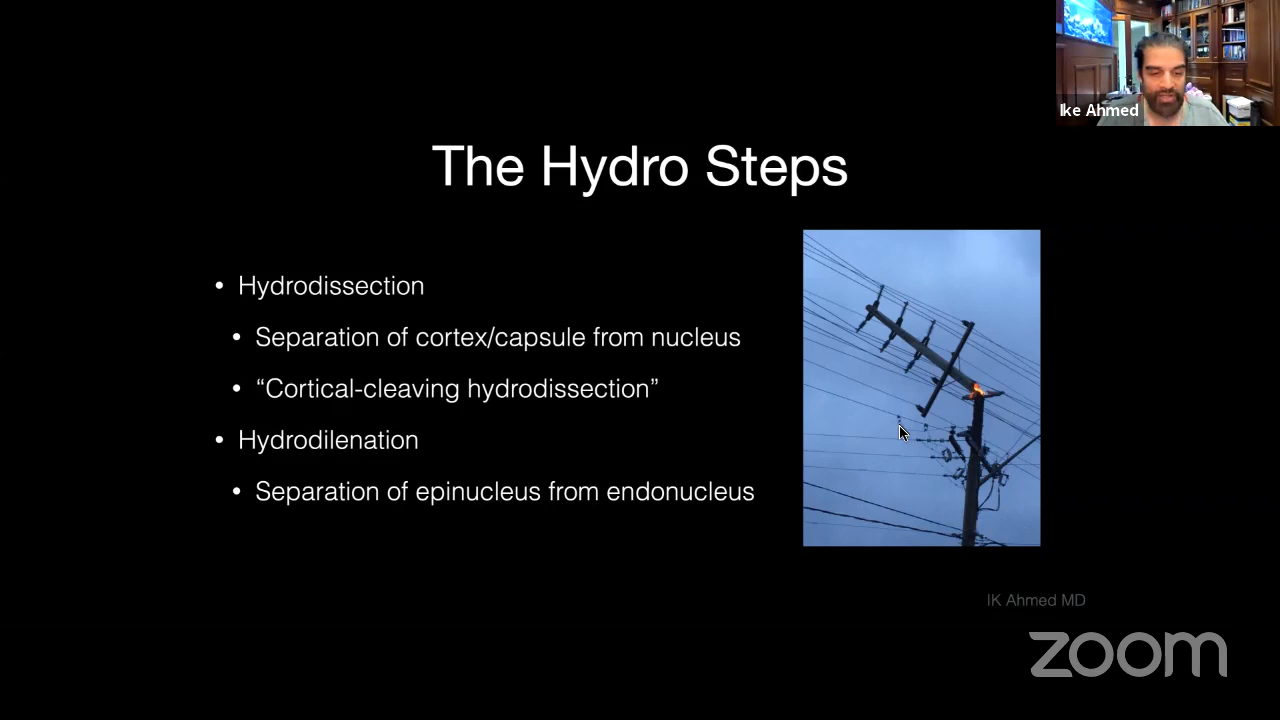 Ike Ahmed
The Hydro Steps
• Hydrodissection
• Separation of cortex/capsule from nucleus
• “Cortical-cleaving hydrodissection”
• Hydrodilenation
• Separation of epinucleus from endonucleus
IK Ahmed MD
zoom